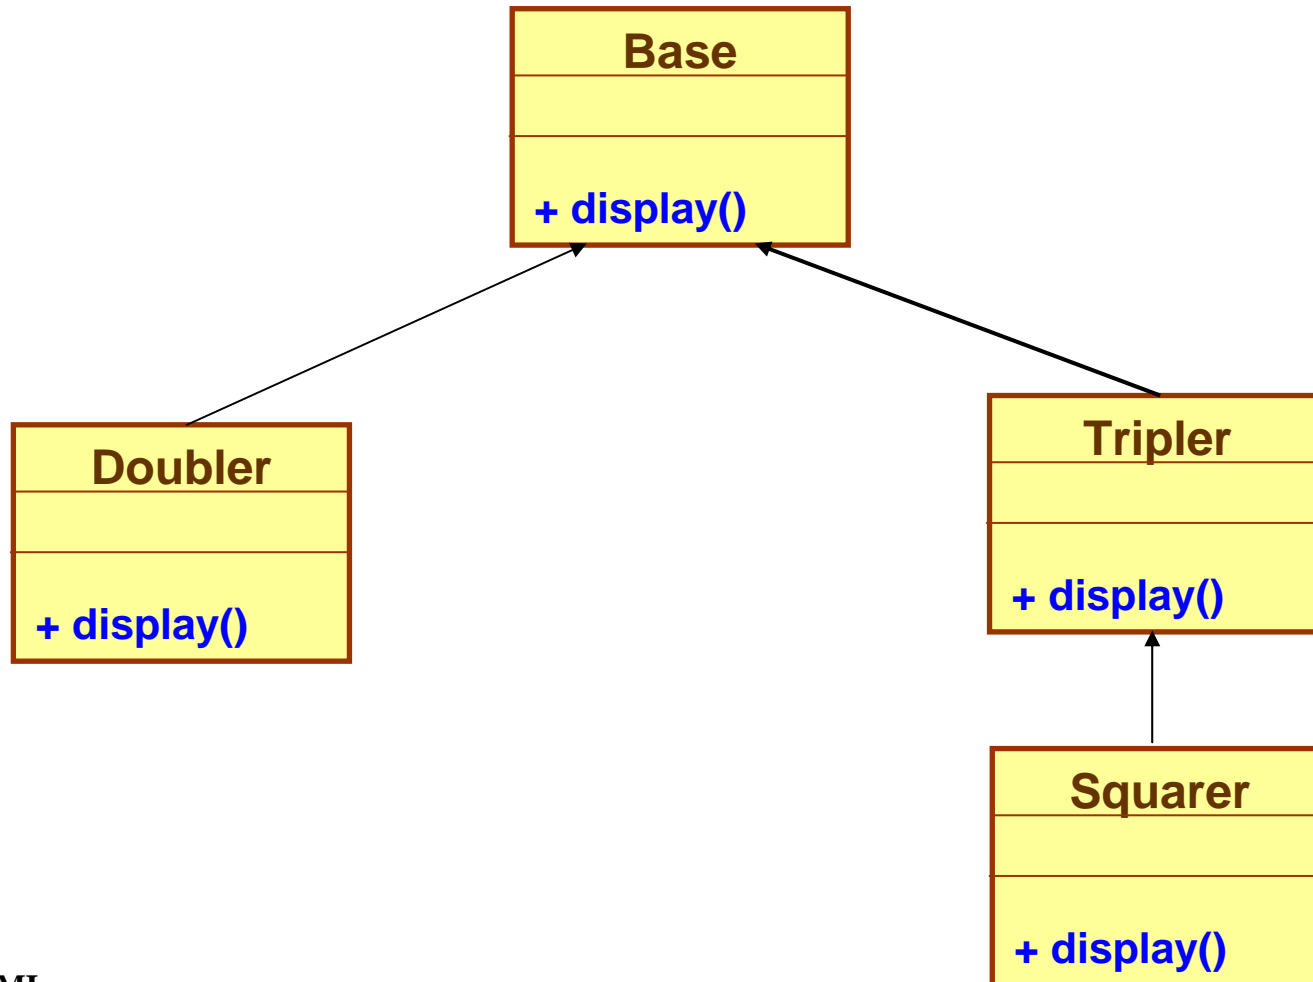 Base
+ display()
Doubler
+ display()
Tripler
+ display()
Squarer
+ display()